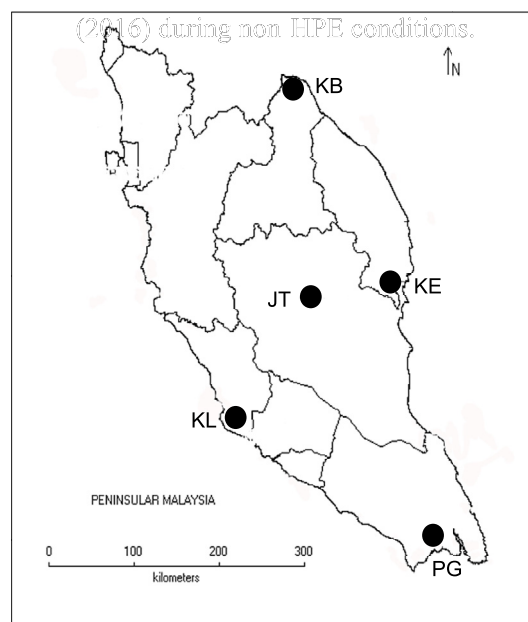 (2016) during non HPE conditions.
N
KB
KE
JT
KL
PENINSULAR MALAYSIA
0 100 200 300
kilometers
PG